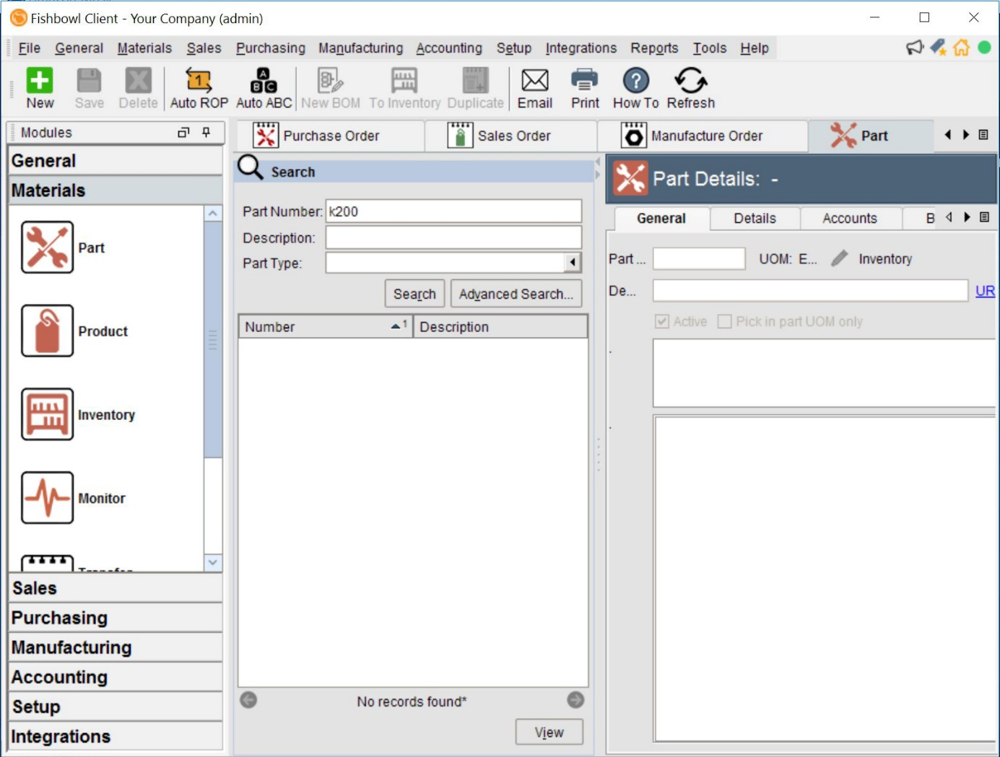 Fishbowl Client - Your Company (admin)
File General Materials Sales Purchasing Manufacturing Accounting Setup Integrations Reports Tools Help
1 A B C ?
New Save Delete Auto ROP Auto ABC New BOM To Inventory Duplicate Email Print How To Refresh
Modules
Purchase Order Sales Order Manufacture Order Part
General
Materials
Part
Product
Inventory
Monitor
Transfer
Sales
Purchasing
Manufacturing
Accounting
Setup
Integrations
Search
Part Number: k200
Description:
Part Type:
Search Advanced Search...
Number 1 Description
No records found*
View
Part Details: -
General Details Accounts B
Part ... UOM: E... Inventory
De... UR
Active Pick in part UOM only